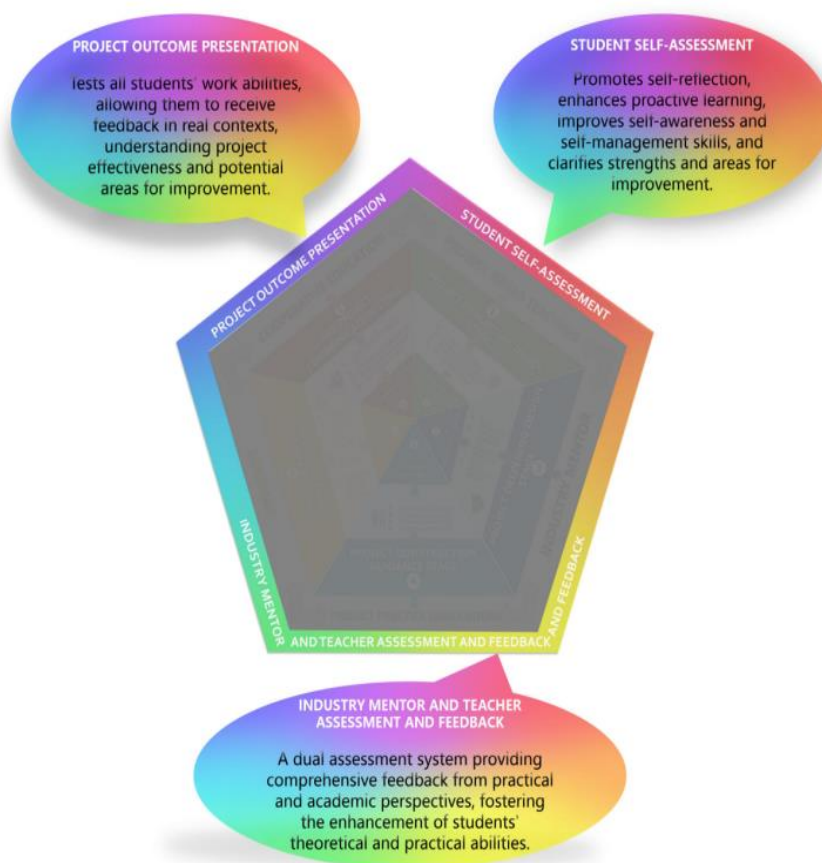 PROJECT OUTCOME PRESENTATION
Tests all students' work abilities,
allowing them to receive
feedback in real contexts,
understanding project
effectiveness and potential
areas for improvement.
STUDENT SELF-ASSESSMENT
Promotes self-reflection,
enhances proactive learning,
improves self-awareness and
self-management skills, and
clarifies strengths and areas for
improvement.
PROJECT OUTCOME PRESENTATION
STUDENT SELF-ASSESSMENT
INDUSTRY MENTOR
AND TEACHER ASSESSMENT AND FEEDBACK
AND FEEDBACK
INDUSTRY MENTOR AND TEACHER
ASSESSMENT AND FEEDBACK
A dual assessment system providing
comprehensive feedback from practical
and academic perspectives, fostering
the enhancement of students'
theoretical and practical abilities.